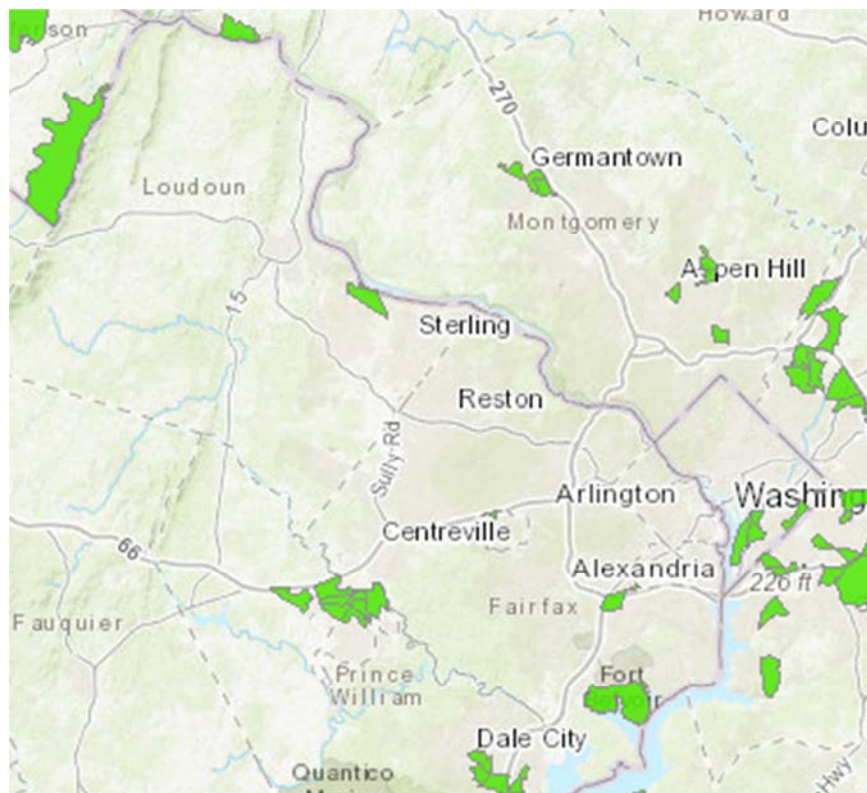 Howard
270
Colu
Germantown
Loudoun
Montgomery
Aspen Hill
15
Sterling
Reston
Sully Rd
Arlington
Washing
Centreville
66
Alexandria
226 ft
Fairfax
Fauquier
Prince
William
Fort
Dale City
Quantico
Hwy